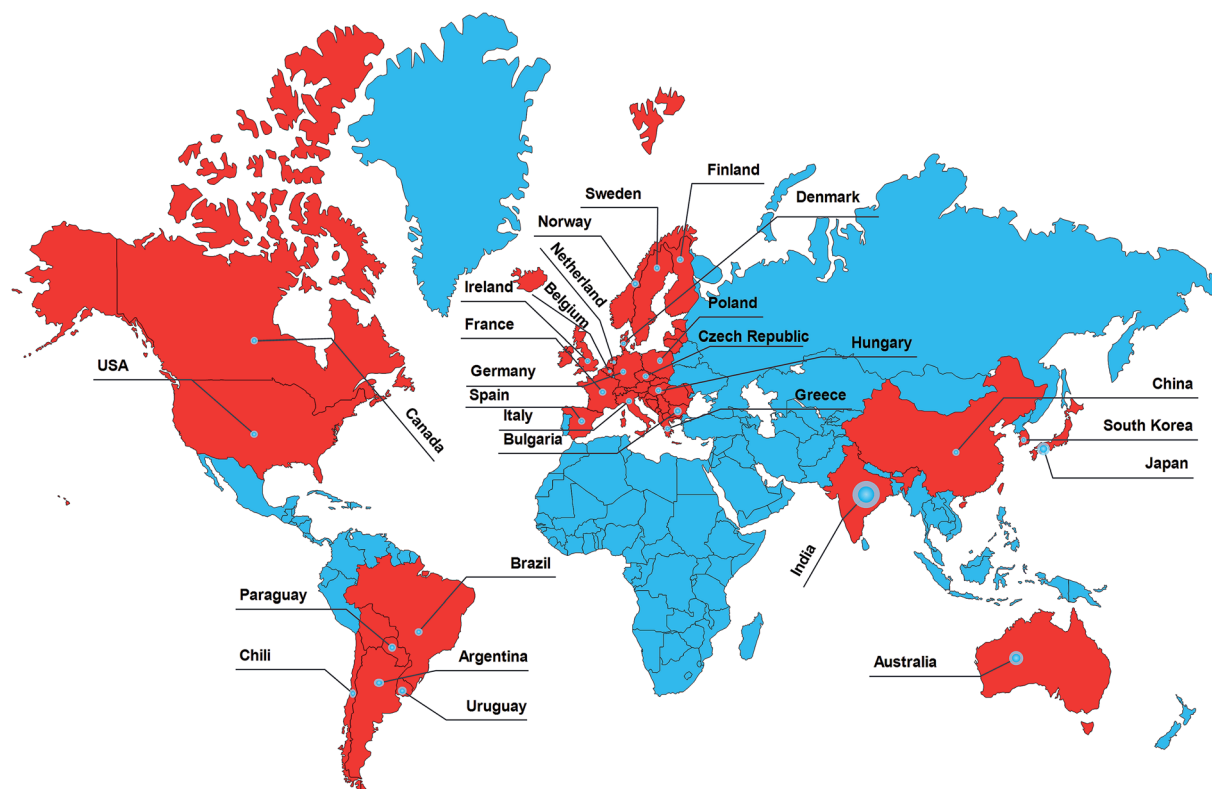 Finland
Sweden
Denmark
Norway
Netherland
Ireland
Belgium
Poland
France
Czech Republic
Hungary
USA
Germany
China
Spain
Greece
Canada
Italy
South Korea
Bulgaria
Japan
India
Brazil
Paraguay
Chili
Argentina
Australia
Uruguay